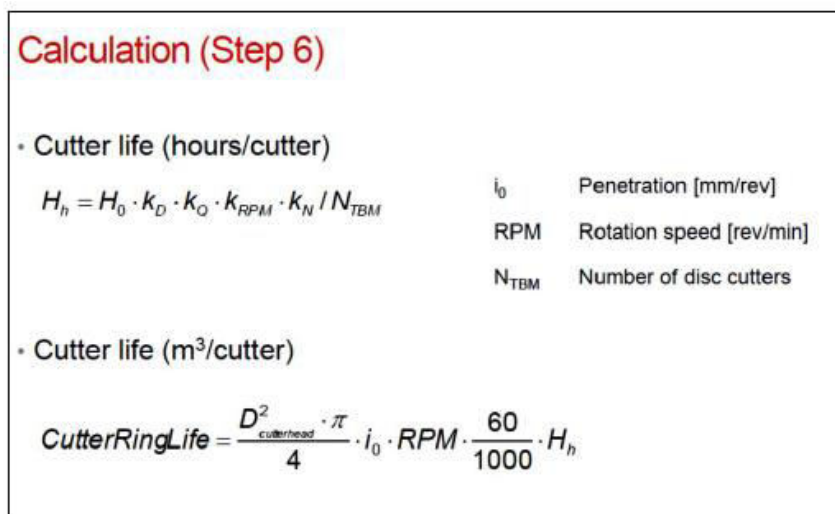 Calculation (Step 6)
• Cutter life (hours/cutter)
H_h = H_0 · k_D · k_Q · k_RPM · k_N / N_TBM
i_0 Penetration [mm/rev]
RPM Rotation speed [rev/min]
N_TBM Number of disc cutters
• Cutter life (m³/cutter)
CutterRingLife = D²_cutterhead · π / 4 · i_0 · RPM · 60 / 1000 · H_h